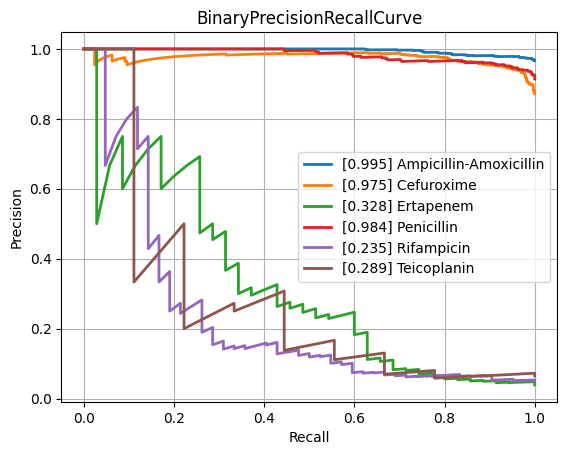 BinaryPrecisionRecallCurve
Precision
1.0
0.8
0.6
0.4
0.2
0.0
[0.995] Ampicillin-Amoxicillin
[0.975] Cefuroxime
[0.328] Ertapenem
[0.984] Penicillin
[0.235] Rifampicin
[0.289] Teicoplanin
0.0 0.2 0.4 0.6 0.8 1.0
Recall